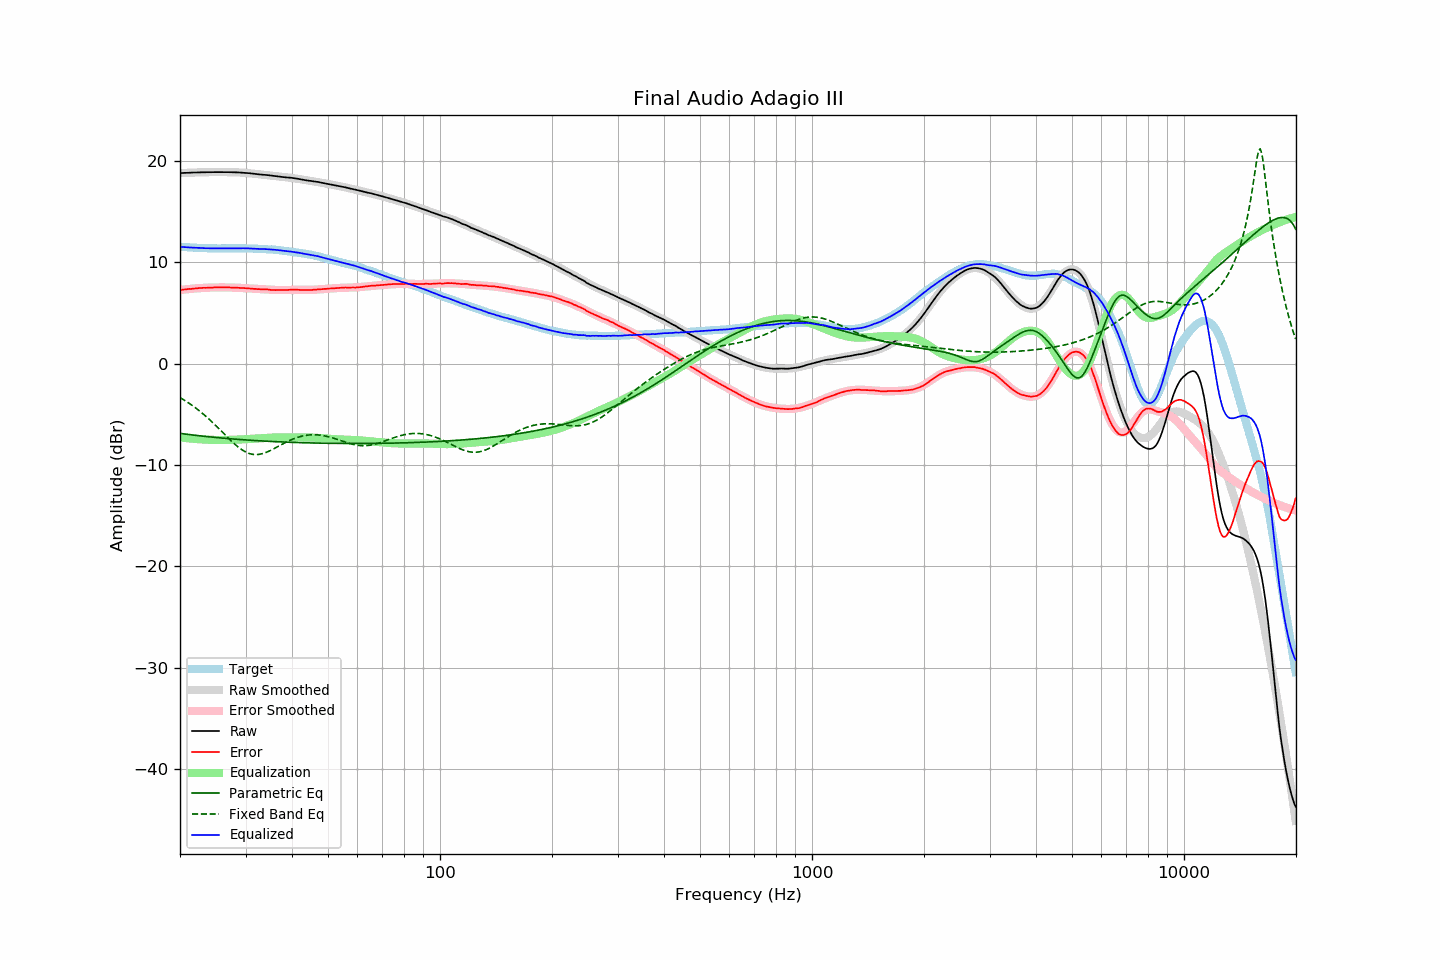 Final Audio Adagio III
20
10
0
−10
−20
−30
−40
Amplitude (dBr)
Target
Raw Smoothed
Error Smoothed
Raw
Error
Equalization
Parametric Eq
Fixed Band Eq
Equalized
100
1000
10000
Frequency (Hz)